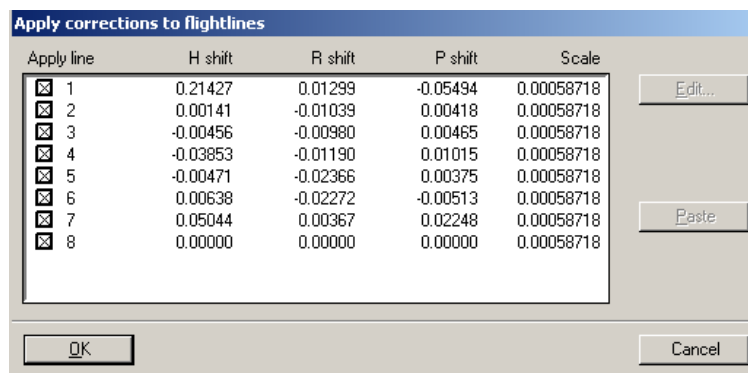 Apply corrections to flightlines
Apply line H shift R shift P shift Scale
1 0.21427 0.01299 -0.05494 0.00058718
2 0.00141 -0.01039 0.00418 0.00058718
3 -0.00456 -0.00980 0.00465 0.00058718
4 -0.03853 -0.01190 0.01015 0.00058718
5 -0.00471 -0.02366 0.00375 0.00058718
6 0.00638 -0.02272 -0.00513 0.00058718
7 0.05044 0.00367 0.02248 0.00058718
8 0.00000 0.00000 0.00000 0.00058718
Edit...
Paste
OK Cancel